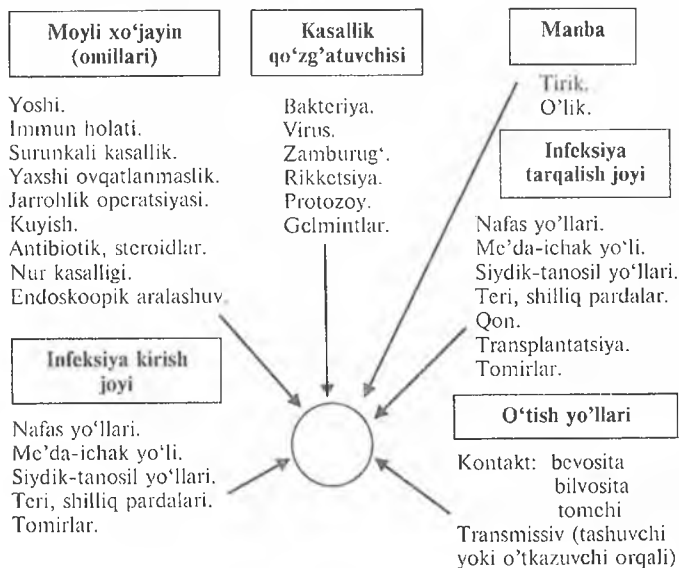 Moyli xo'jayin
(omillari)
Yoshi.
Immun holati.
Surunkali kasallik.
Yaxshi ovqatlanmaslik.
Jarrohlik operatsiyasi.
Kuyish.
Antibiotik, steroidlar.
Nur kasalligi.
Endoskoopik aralashuv.
Kasallik
qo‘zg‘atuvchisi
Bakteriya.
Virus.
Zamburug‘.
Rikketsiya.
Protozoy.
Gelmintlar.
Manba
Tirik.
O’lik.
Infeksiya
tarqalish joyi
Nafas yo’llari.
Me’da-ichak yo‘li.
Siydik-tanosil yo‘llari.
Teri, shilliq pardalar.
Qon.
Transplantatsiya.
Tomirlar.
Infeksiya kirish
joyi
Nafas yo‘llari.
Me’da-ichak yo‘li.
Siydik-tanosil yo‘llari.
Teri, shilliq pardalari.
Tomirlar.
O‘tish yo’llari
Kontakt: bevosita
bilvosita
tomchi
Transmissiv (tashuvchi
yoki o’tkazuvchi orqali)